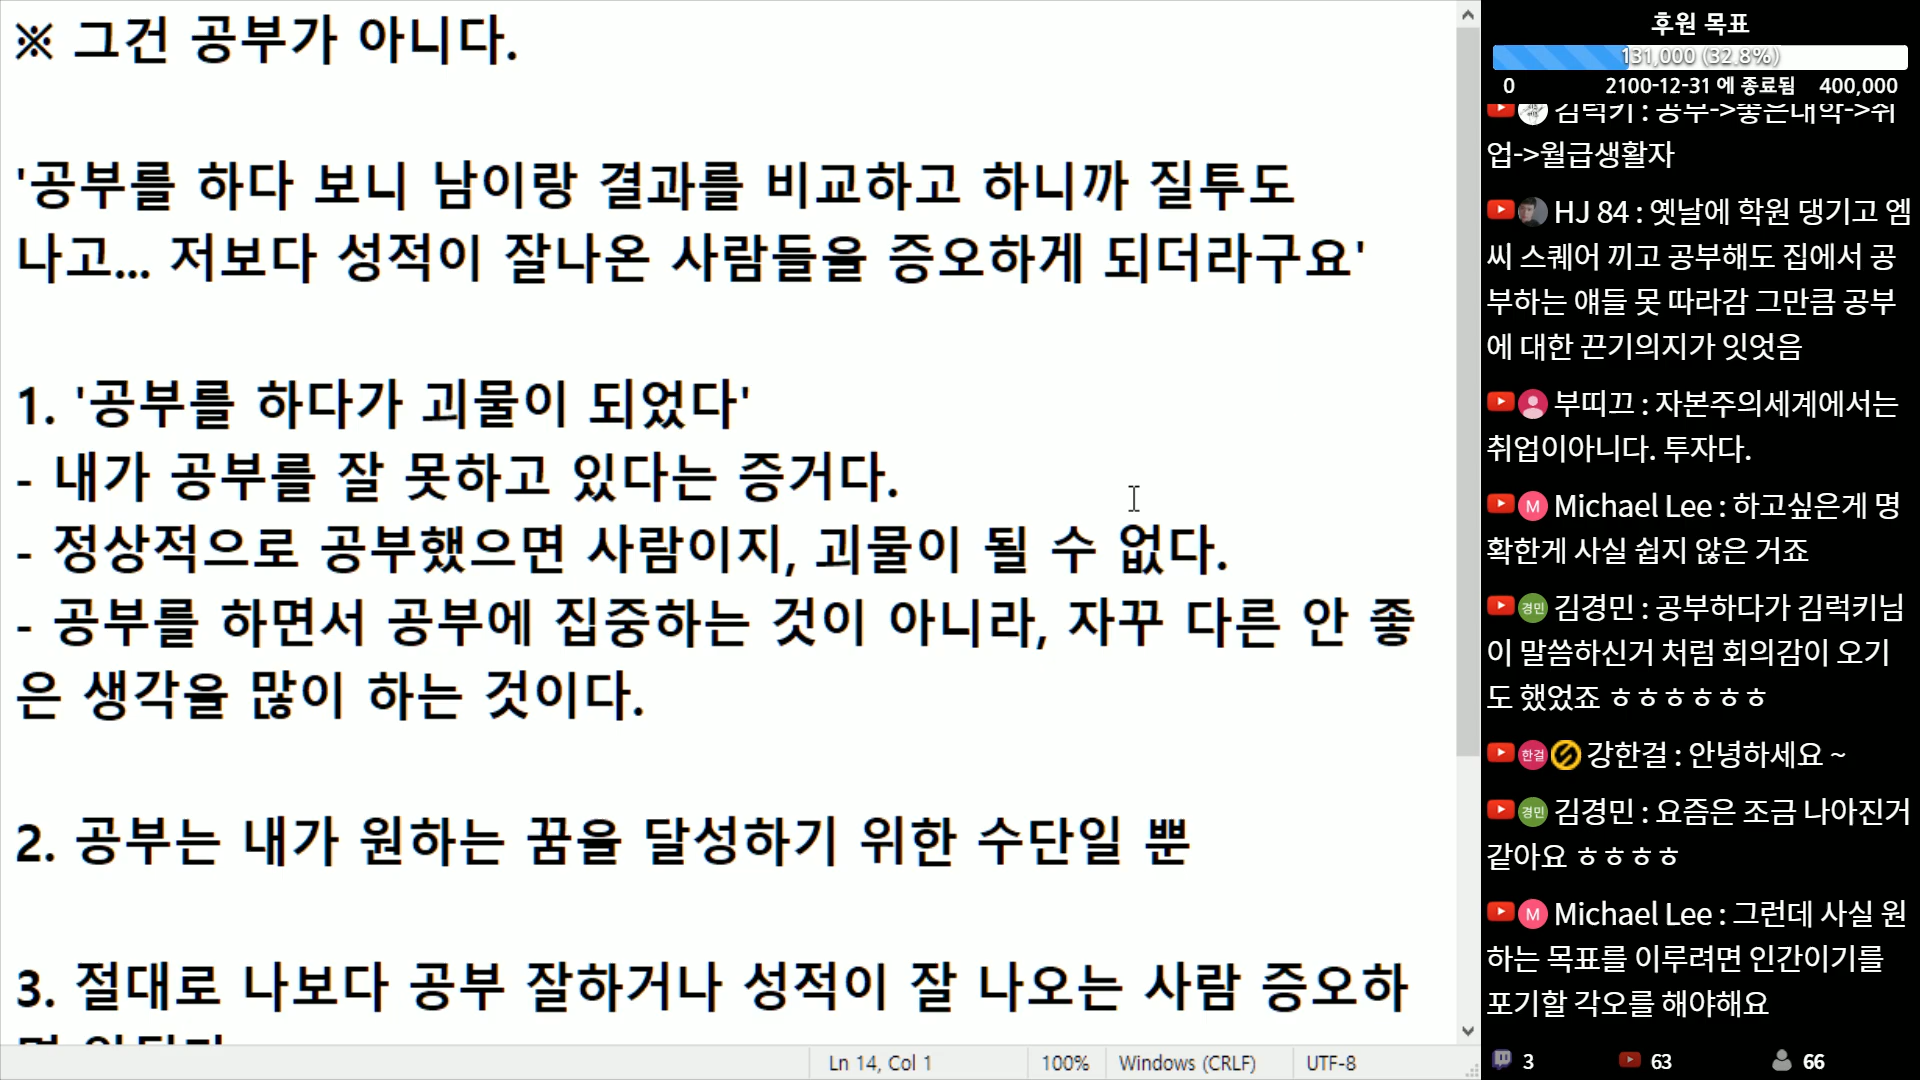 ※ 그건 공부가 아니다.
'공부를 하다 보니 남이랑 결과를 비교하고 하니까 질투도
나고... 저보다 성적이 잘나온 사람들을 증오하게 되더라구요'
1. '공부를 하다가 괴물이 되었다'
- 내가 공부를 잘 못하고 있다는 증거다.
- 정상적으로 공부했으면 사람이지, 괴물이 될 수 없다.
- 공부를 하면서 공부에 집중하는 것이 아니라, 자꾸 다른 안 좋
은 생각을 많이 하는 것이다.
2. 공부는 내가 원하는 꿈을 달성하기 위한 수단일 뿐
3. 절대로 나보다 공부 잘하거나 성적이 잘 나오는 사람 증오하
Ln 14, Col 1
100%
Windows (CRLF)
UTF-8
후원 목표
131,000 (32.8%)
0 2100-12-31 에 종료됨 400,000
김럭키 : 공부->좋은대학->취
업->월급생활자
HJ 84 : 옛날에 학원 댕기고 엠
씨 스퀘어 끼고 공부해도 집에서 공
부하는 얘들 못 따라감 그만큼 공부
에 대한 끈기의지가 잇엇음
부띠끄 : 자본주의세계에서는
취업이아니다. 투자다.
M Michael Lee : 하고싶은게 명
확한게 사실 쉽지 않은 거죠
경민 김경민 : 공부하다가 김럭키님
이 말씀하신거 처럼 회의감이 오기
도 했었죠 ㅎㅎㅎㅎㅎㅎ
한걸 강한걸 : 안녕하세요 ~
경민 김경민 : 요즘은 조금 나아진거
같아요 ㅎㅎㅎㅎ
M Michael Lee : 그런데 사실 원
하는 목표를 이루려면 인간이기를
포기할 각오를 해야해요
3 63 66